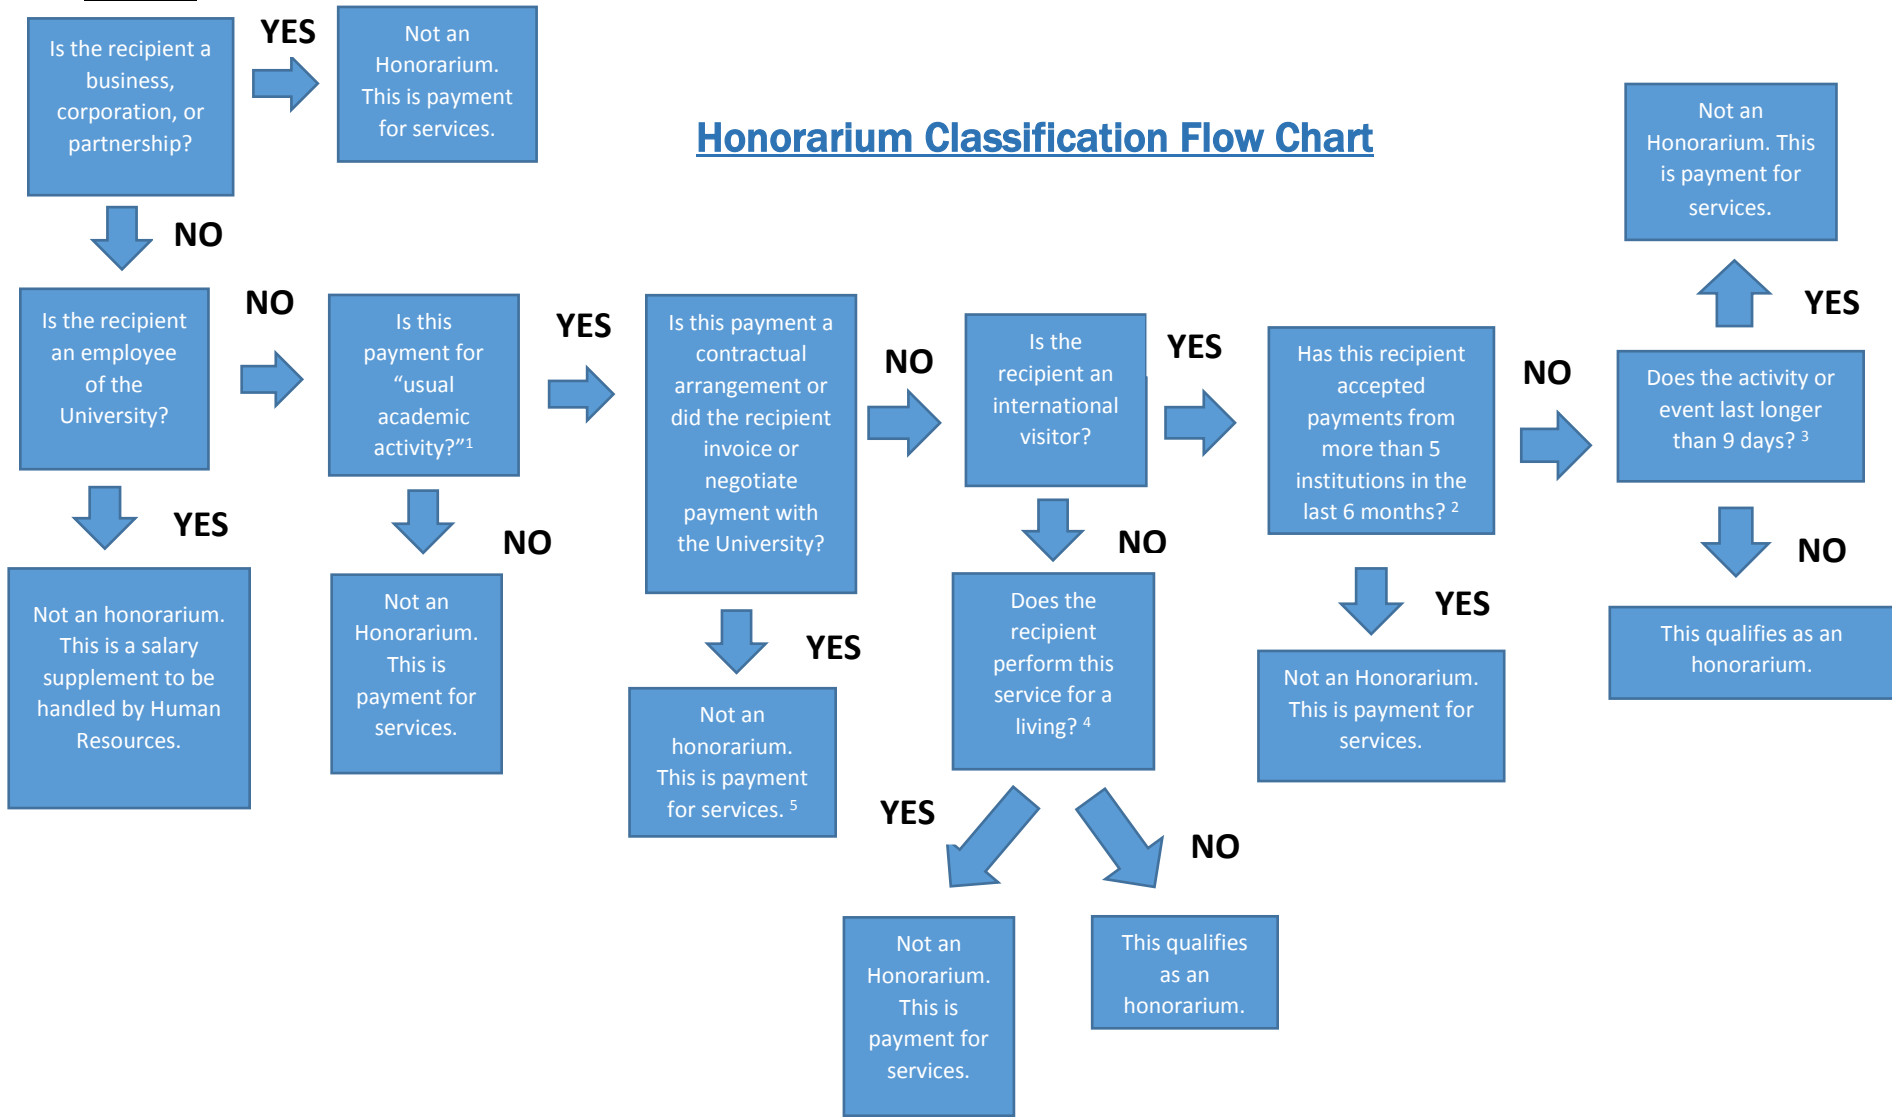 Is the recipient a
business,
corporation, or
partnership?
YES
Not an
Honorarium.
This is payment
for services.
Honorarium Classification Flow Chart
NO
Is the recipient
an employee
of the
University?
YES
Not an honorarium.
This is a salary
supplement to be
handled by Human
Resources.
NO
Is this
payment for
“usual
academic
activity?”1
NO
Not an
Honorarium.
This is
payment for
services.
YES
Is this payment a
contractual
arrangement or
did the recipient
invoice or
negotiate
payment with
the University?
YES
Not an
honorarium.
This is payment
for services. 5
NO
Is the
recipient an
international
visitor?
NO
Does the
recipient
perform this
service for a
living? 4
YES
Not an
Honorarium.
This is
payment for
services.
NO
This qualifies
as an
honorarium.
YES
Has this recipient
accepted
payments from
more than 5
institutions in the
last 6 months? 2
YES
Not an Honorarium.
This is payment for
services.
NO
Does the activity or
event last longer
than 9 days? 3
YES
Not an
Honorarium. This
is payment for
services.
NO
This qualifies as an
honorarium.